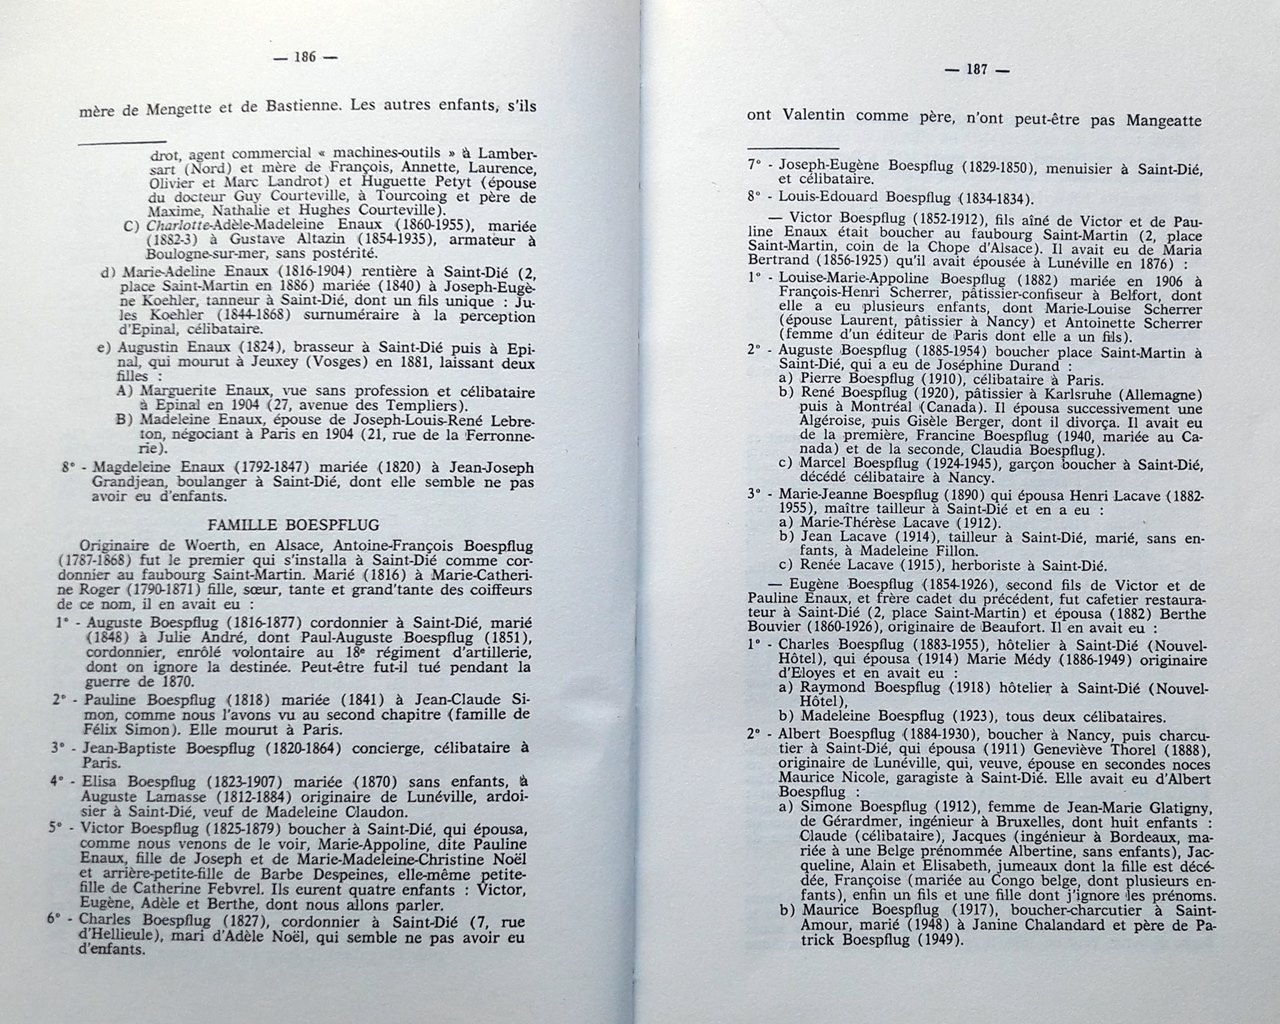 — 186 —
mère de Mengette et de Bastienne. Les autres enfants, s'ils
drot, agent commercial « machines-outils » à Lamber-
sart (Nord) et mère de François, Annette, Laurence,
Olivier et Marc Landrot) et Huguette Petyt (épouse
du docteur Guy Courteville, à Tourcoing et père de
Maxime, Nathalie et Hughes Courteville).
C) Charlotte-Adèle-Madeleine Enaux (1860-1955), mariée
(1882-3) à Gustave Altazin (1854-1935), armateur à
Boulogne-sur-mer, sans postérité.
d) Marie-Adeline Enaux (1816-1904) rentière à Saint-Dié (2,
place Saint-Martin en 1886) mariée (1840) à Joseph-Eugè-
ne Koehler, tanneur à Saint-Dié, dont un fils unique : Ju-
les Koehler (1844-1868) surnuméraire à la perception
d'Epinal, célibataire.
e) Augustin Enaux (1824), brasseur à Saint-Dié puis à Epi-
nal, qui mourut à Jeuxey (Vosges) en 1881, laissant deux
filles :
A) Marguerite Enaux, vue sans profession et célibataire
à Epinal en 1904 (27, avenue des Templiers).
B) Madeleine Enaux, épouse de Joseph-Louis-René Lebre-
ton, négociant à Paris en 1904 (21, rue de la Ferronne-
rie).
8° - Magdeleine Enaux (1792-1847) mariée (1820) à Jean-Joseph
Grandjean, boulanger à Saint-Dié, dont elle semble ne pas
avoir eu d'enfants.
FAMILLE BOESPFLUG
Originaire de Woerth, en Alsace, Antoine-François Boespflug
(1787-1868) fut le premier qui s'installa à Saint-Dié comme cor-
donnier au faubourg Saint-Martin. Marié (1816) à Marie-Catheri-
ne Roger (1790-1871) fille, sœur, tante et grand'tante des coiffeurs
de ce nom, il en avait eu :
1° - Auguste Boespflug (1816-1877) cordonnier à Saint-Dié, marié
(1848) à Julie André, dont Paul-Auguste Boespflug (1851),
cordonnier, enrôlé volontaire au 18e régiment d'artillerie,
dont on ignore la destinée. Peut-être fut-il tué pendant la
guerre de 1870.
2° - Pauline Boespflug (1818) mariée (1841) à Jean-Claude Si-
mon, comme nous l'avons vu au second chapitre (famille de
Félix Simon). Elle mourut à Paris.
3° - Jean-Baptiste Boespflug (1820-1864) concierge, célibataire à
Paris.
4° - Elisa Boespflug (1823-1907) mariée (1870) sans enfants, à
Auguste Lamasse (1812-1884) originaire de Lunéville, ardoi-
sier à Saint-Dié, veuf de Madeleine Claudon.
5° - Victor Boespflug (1825-1879) boucher à Saint-Dié, qui épousa,
comme nous venons de le voir, Marie-Appoline, dite Pauline
Enaux, fille de Joseph et de Marie-Madeleine-Christine Noël
et arrière-petite-fille de Barbe Despeines, elle-même petite-
fille de Catherine Febvrel. Ils eurent quatre enfants : Victor,
Eugène, Adèle et Berthe, dont nous allons parler.
6° - Charles Boespflug (1827), cordonnier à Saint-Dié (7, rue
d'Hellieule), mari d'Adèle Noël, qui semble ne pas avoir eu
d'enfants.
— 187 —
ont Valentin comme père, n'ont peut-être pas Mangeatte
7° - Joseph-Eugène Boespflug (1829-1850), menuisier à Saint-Dié,
et célibataire.
8° - Louis-Edouard Boespflug (1834-1834).
— Victor Boespflug (1852-1912), fils aîné de Victor et de Pau-
line Enaux était boucher au faubourg Saint-Martin (2, place
Saint-Martin, coin de la Chope d'Alsace). Il avait eu de Maria
Bertrand (1856-1925) qu'il avait épousée à Lunéville en 1876) :
1° - Louise-Marie-Appoline Boespflug (1882) mariée en 1906 à
François-Henri Scherrer, pâtissier-confiseur à Belfort, dont
elle a eu plusieurs enfants, dont Marie-Louise Scherrer
(épouse Laurent, pâtissier à Nancy) et Antoinette Scherrer
(femme d'un éditeur de Paris dont elle a un fils).
2° - Auguste Boespflug (1885-1954) boucher place Saint-Martin à
Saint-Dié, qui a eu de Joséphine Durand :
a) Pierre Boespflug (1910), célibataire à Paris.
b) René Boespflug (1920), pâtissier à Karlsruhe (Allemagne)
puis à Montréal (Canada). Il épousa successivement une
Algéroise, puis Gisèle Berger, dont il divorça. Il avait eu
de la première, Francine Boespflug (1940, mariée au Ca-
nada) et de la seconde, Claudia Boespflug).
c) Marcel Boespflug (1924-1945), garçon boucher à Saint-Dié,
décédé célibataire à Nancy.
3° - Marie-Jeanne Boespflug (1890) qui épousa Henri Lacave (1882-
1955), maître tailleur à Saint-Dié et en a eu :
a) Marie-Thérèse Lacave (1912).
b) Jean Lacave (1914), tailleur à Saint-Dié, marié, sans en-
fants, à Madeleine Fillon.
c) Renée Lacave (1915), herboriste à Saint-Dié.
— Eugène Boespflug (1854-1926), second fils de Victor et de
Pauline Enaux, et frère cadet du précédent, fut cafetier restaura-
teur à Saint-Dié (2, place Saint-Martin) et épousa (1882) Berthe
Bouvier (1860-1926), originaire de Beaufort. Il en avait eu :
1° - Charles Boespflug (1883-1955), hôtelier à Saint-Dié (Nouvel-
Hôtel), qui épousa (1914) Marie Médy (1886-1949) originaire
d'Eloyes et en avait eu :
a) Raymond Boespflug (1918) hôtelier à Saint-Dié (Nouvel-
Hôtel),
b) Madeleine Boespflug (1923), tous deux célibataires.
2° - Albert Boespflug (1884-1930), boucher à Nancy, puis charcu-
tier à Saint-Dié, qui épousa (1911) Geneviève Thorel (1888),
originaire de Lunéville, qui, veuve, épouse en secondes noces
Maurice Nicole, garagiste à Saint-Dié. Elle avait eu d'Albert
Boespflug :
a) Simone Boespflug (1912), femme de Jean-Marie Glatigny,
de Gérardmer, ingénieur à Bruxelles, dont huit enfants :
Claude (célibataire), Jacques (ingénieur à Bordeaux, ma-
riée à une Belge prénommée Albertine, sans enfants), Jac-
queline, Alain et Elisabeth, jumeaux dont la fille est décé-
dée, Françoise (mariée au Congo belge, dont plusieurs en-
fants), enfin un fils et une fille dont j'ignore les prénoms.
b) Maurice Boespflug (1917), boucher-charcutier à Saint-
Amour, marié (1948) à Janine Chalandard et père de Pa-
trick Boespflug (1949).